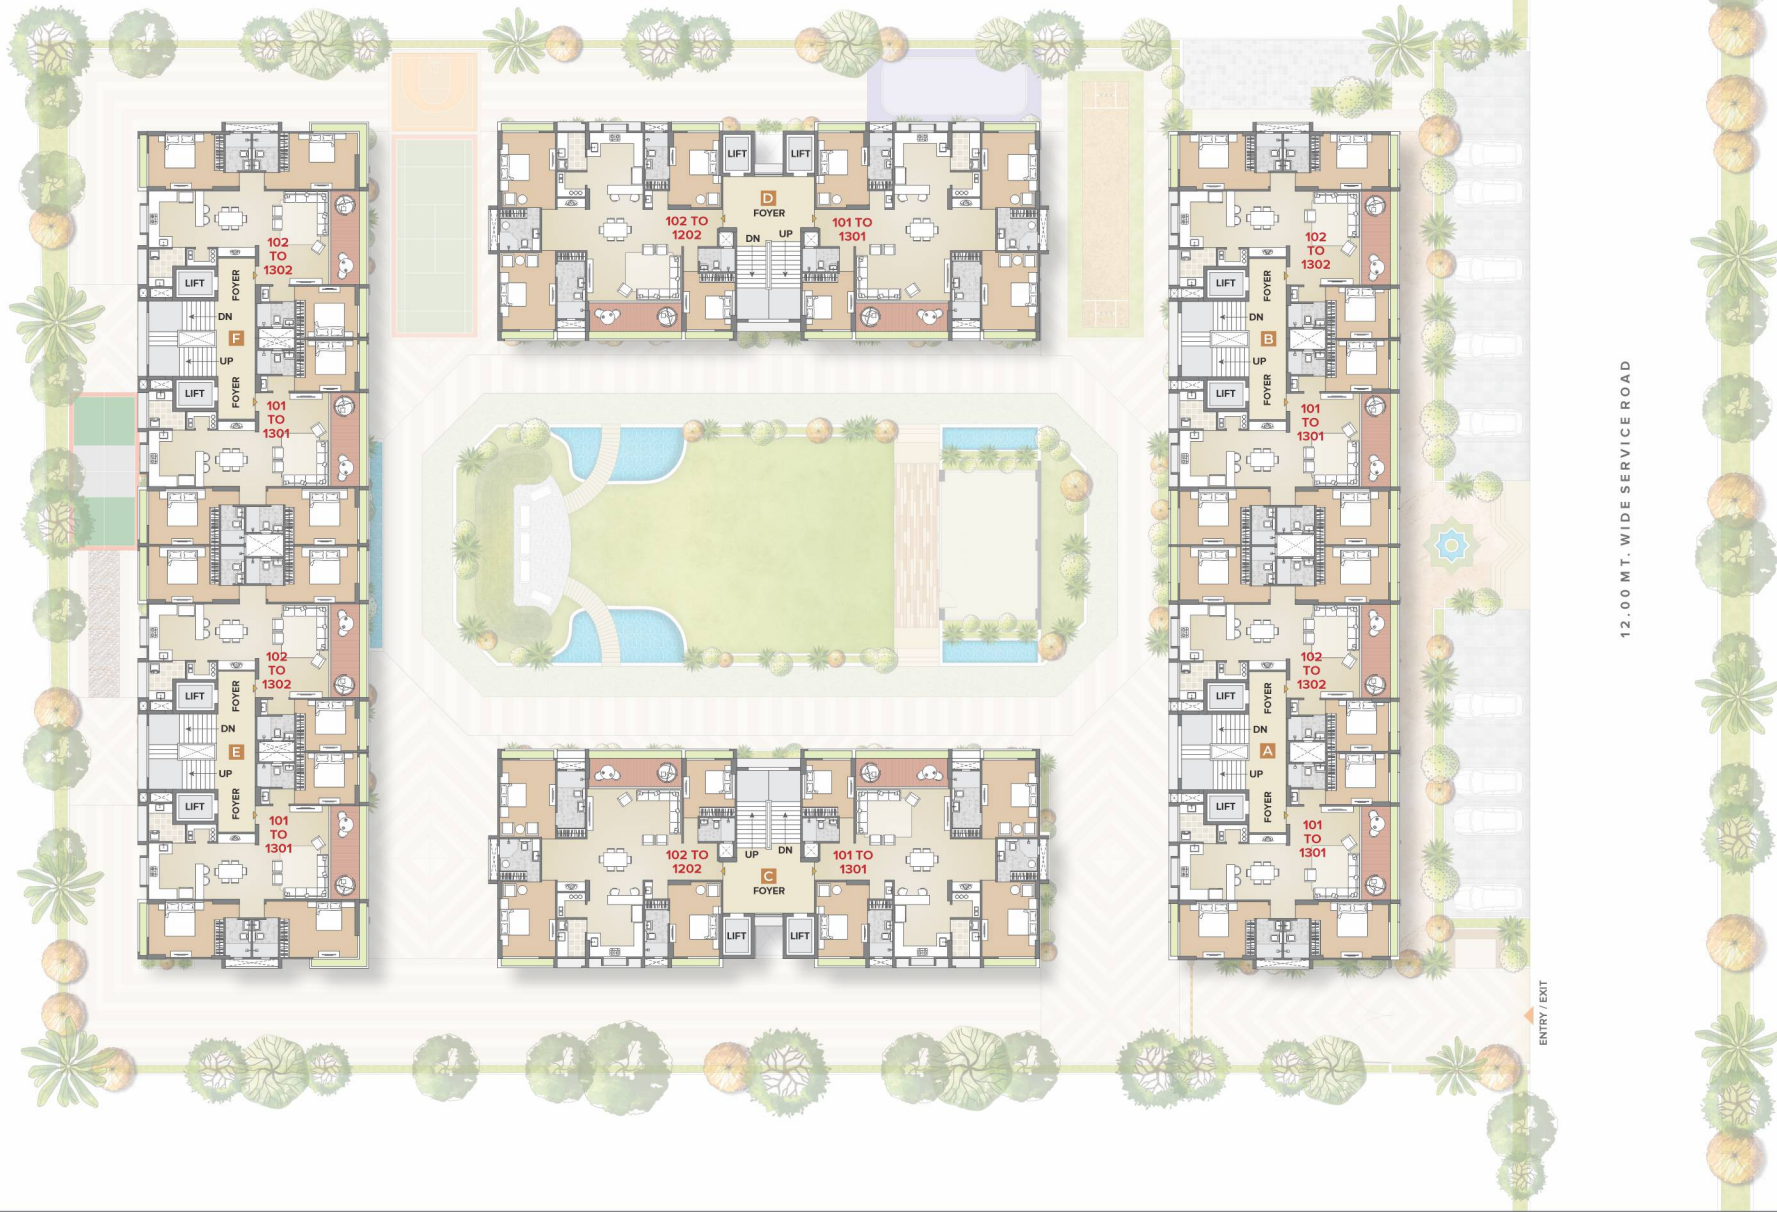 LIFT
LIFT
D
FOYER
DN
UP
102 TO
1202
101 TO
1301
102
TO
1302
LIFT
FOYER
DN
F
UP
LIFT
FOYER
101
TO
1301
102
TO
1302
LIFT
FOYER
DN
B
UP
LIFT
FOYER
101
TO
1301
12.00 MT. WIDE SERVICE ROAD
102
TO
1302
LIFT
FOYER
DN
E
UP
LIFT
FOYER
101
TO
1301
UP
DN
102 TO
1202
101 TO
1301
C
FOYER
LIFT
LIFT
102
TO
1302
LIFT
FOYER
DN
A
UP
LIFT
FOYER
101
TO
1301
ENTRY / EXIT